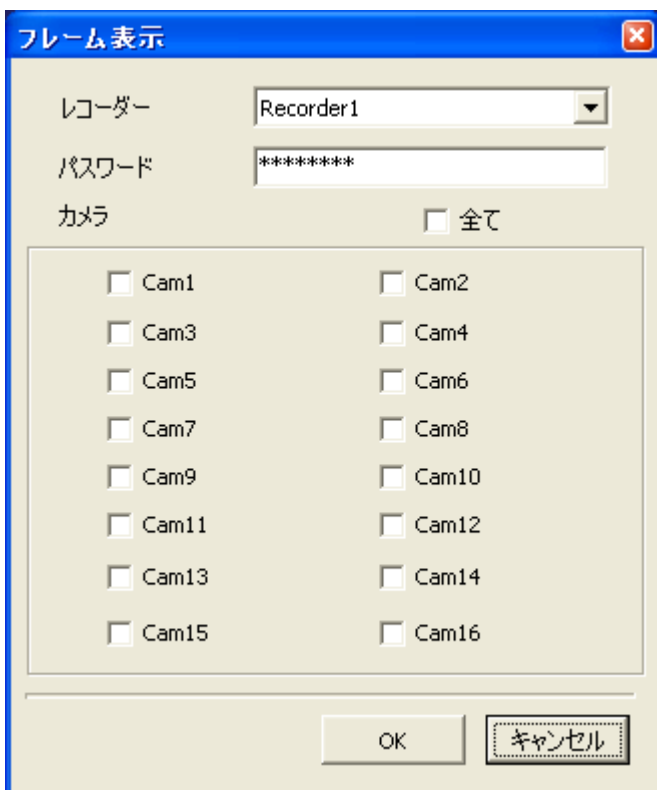 フレーム表示
レコーダー Recorder1
パスワード ********
カメラ 全て
Cam1 Cam2
Cam3 Cam4
Cam5 Cam6
Cam7 Cam8
Cam9 Cam10
Cam11 Cam12
Cam13 Cam14
Cam15 Cam16
OK キャンセル